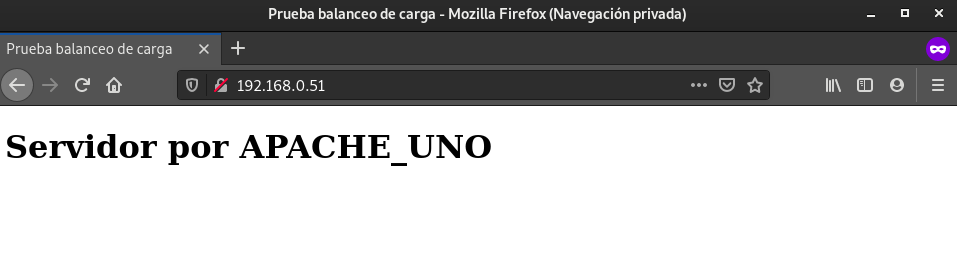 Prueba balanceo de carga - Mozilla Firefox (Navegación privada)
Prueba balanceo de carga
192.168.0.51
Servidor por APACHE_UNO